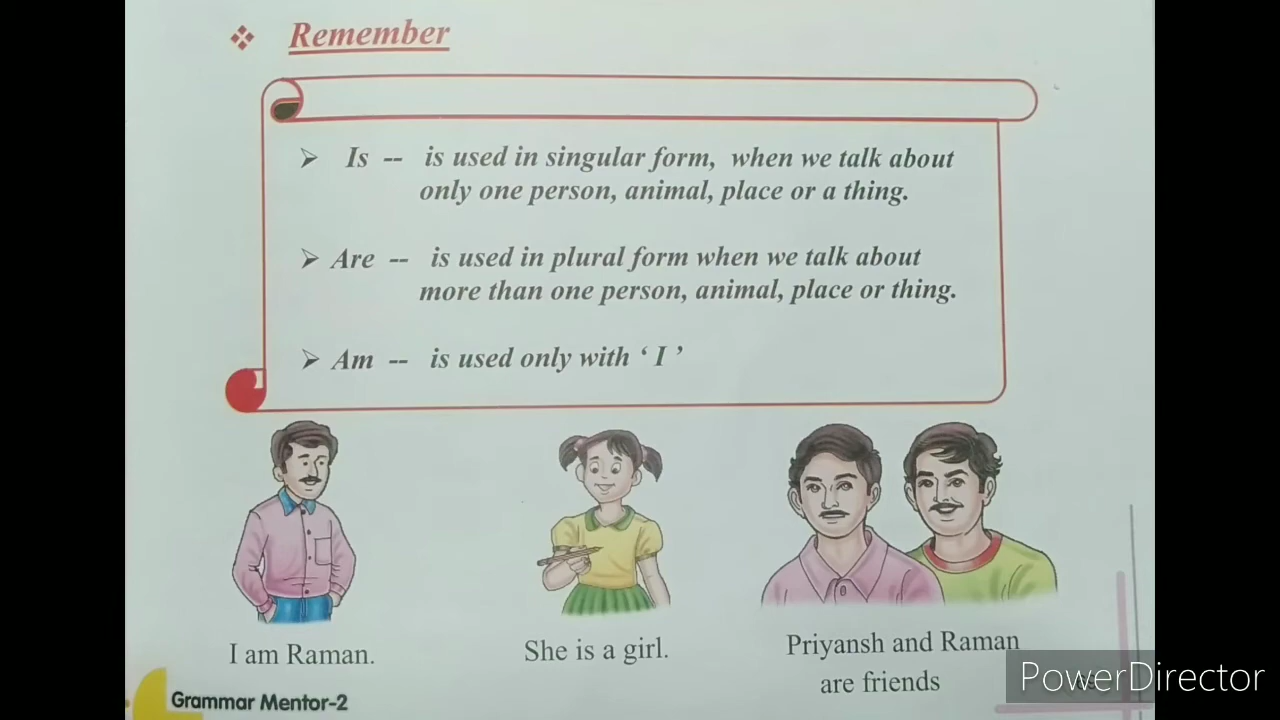 Remember
Is -- is used in singular form, when we talk about
only one person, animal, place or a thing.
Are -- is used in plural form when we talk about
more than one person, animal, place or thing.
Am -- is used only with ‘ I ’
I am Raman.
She is a girl.
Priyansh and Raman
are friends
Grammar Mentor-2
PowerDirector